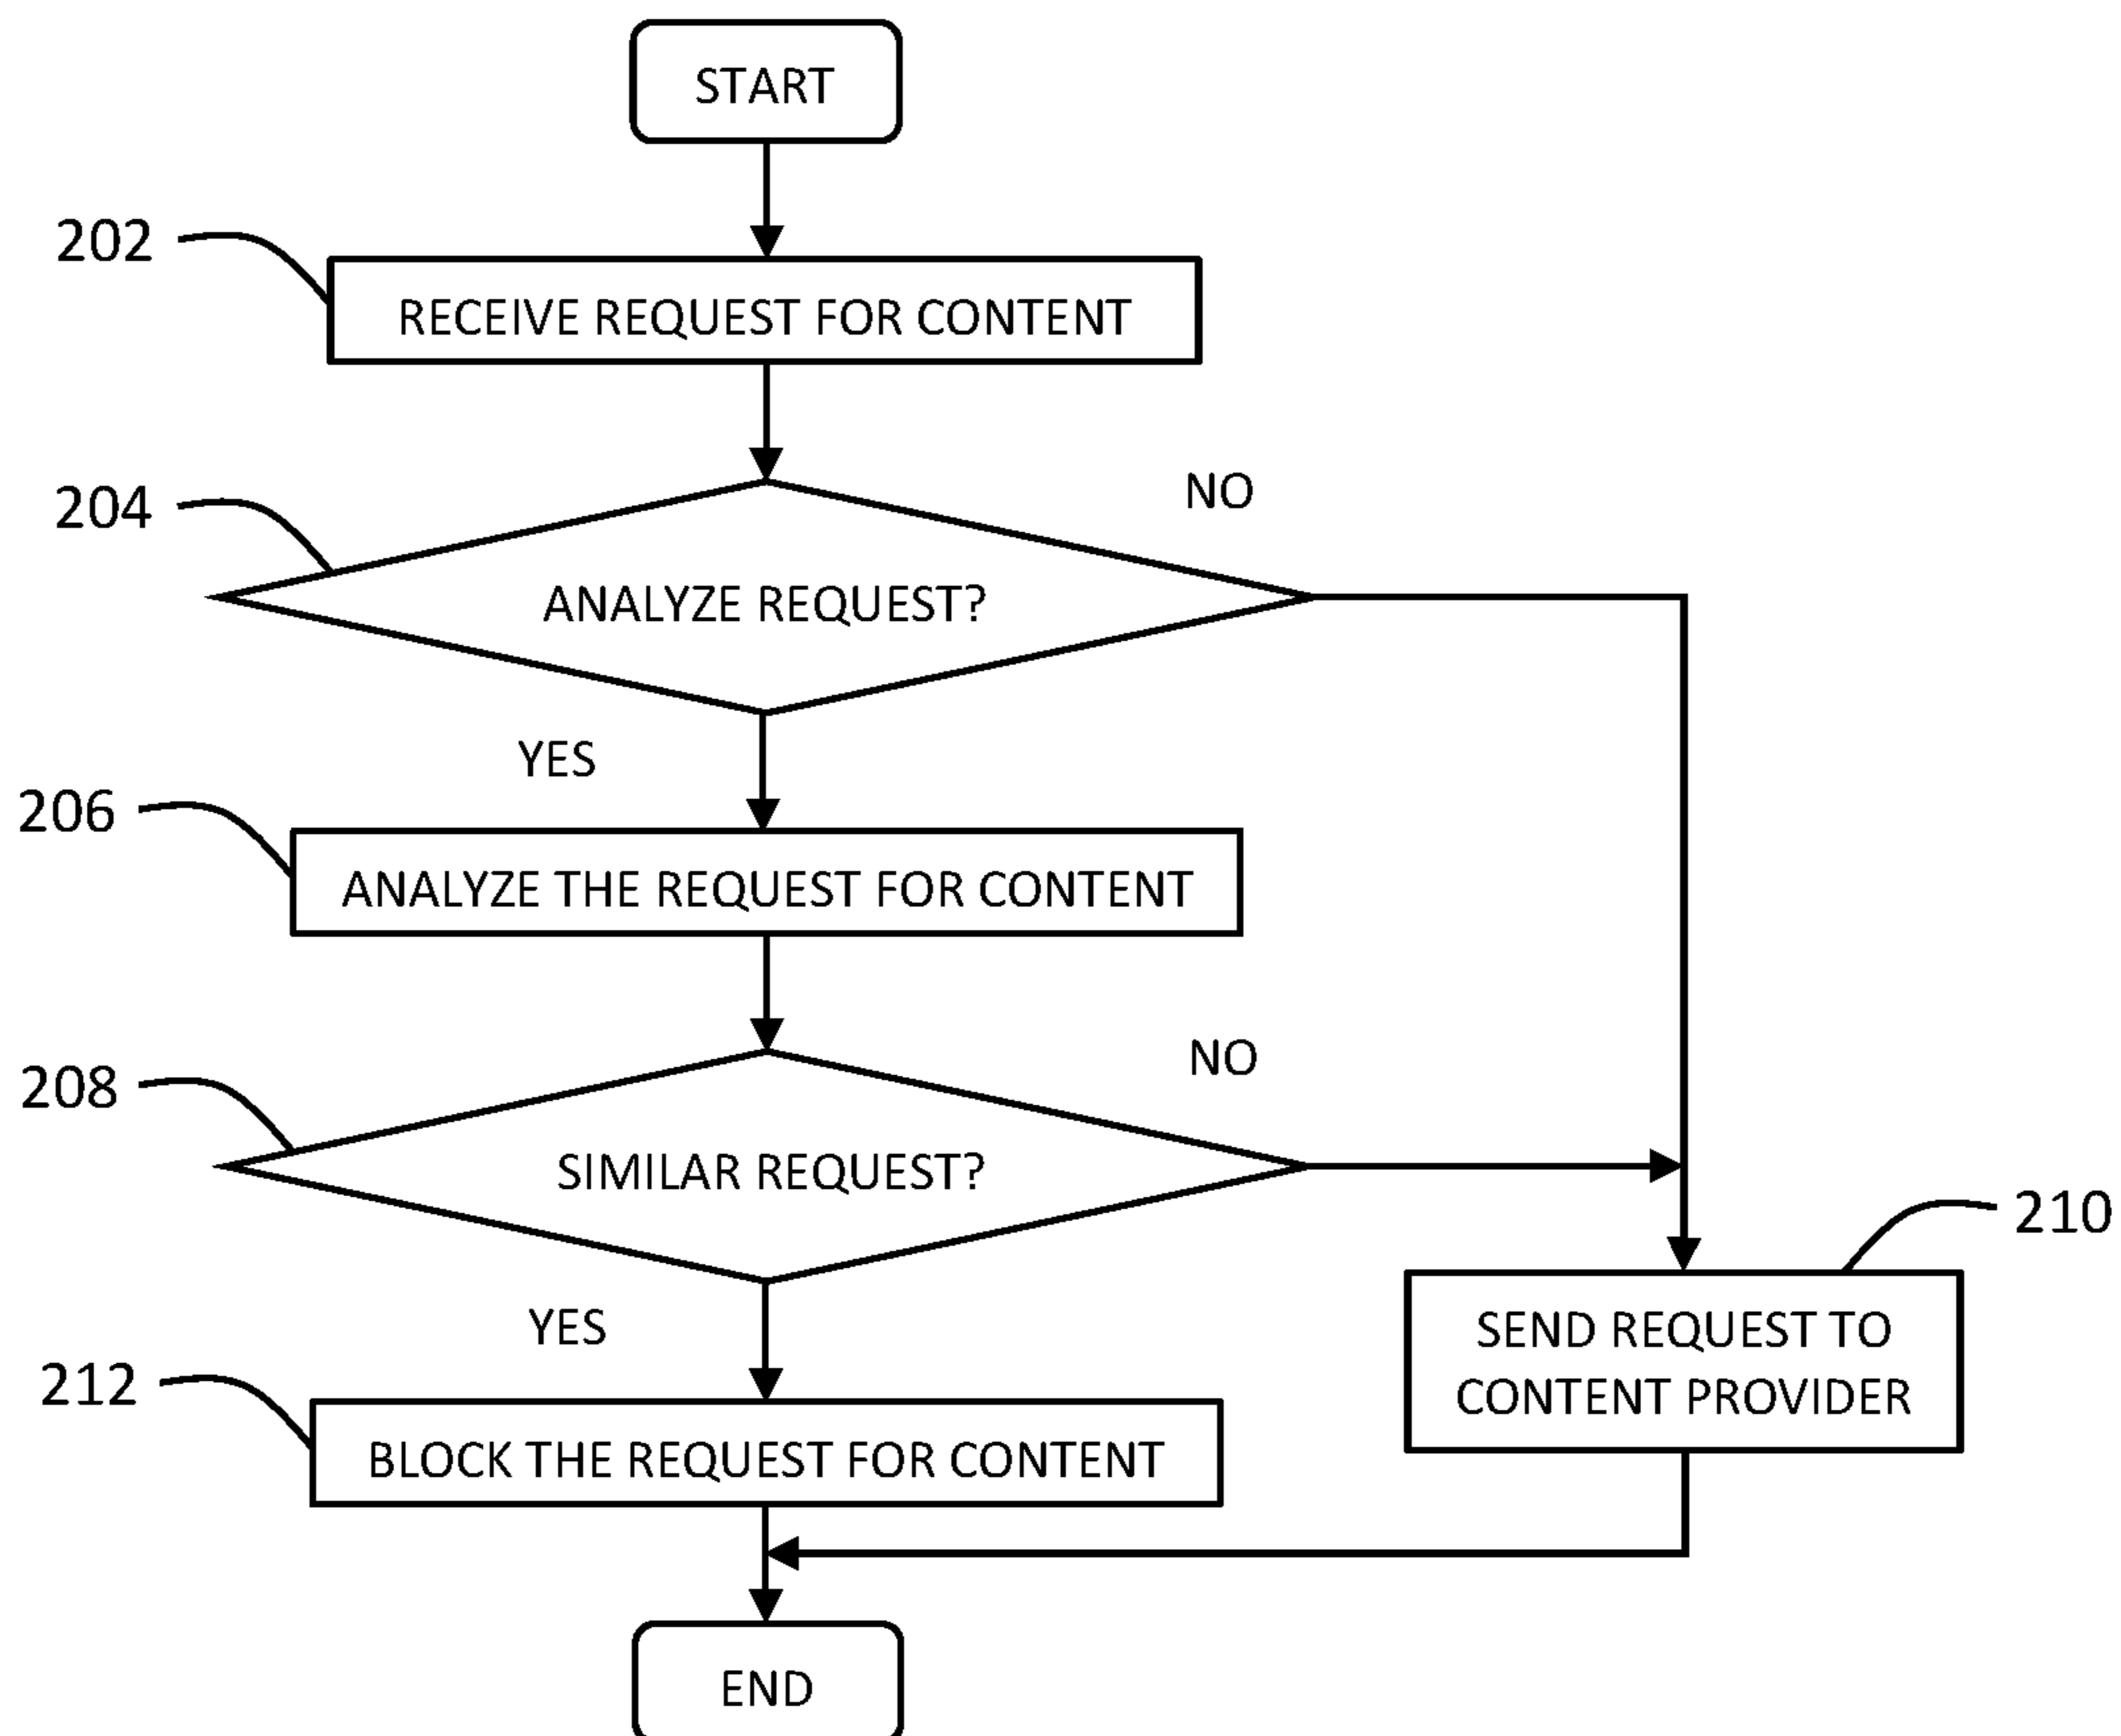 START
202
RECEIVE REQUEST FOR CONTENT
204
NO
ANALYZE REQUEST?
YES
206
ANALYZE THE REQUEST FOR CONTENT
208
NO
SIMILAR REQUEST?
210
YES
SEND REQUEST TO
CONTENT PROVIDER
212
BLOCK THE REQUEST FOR CONTENT
END